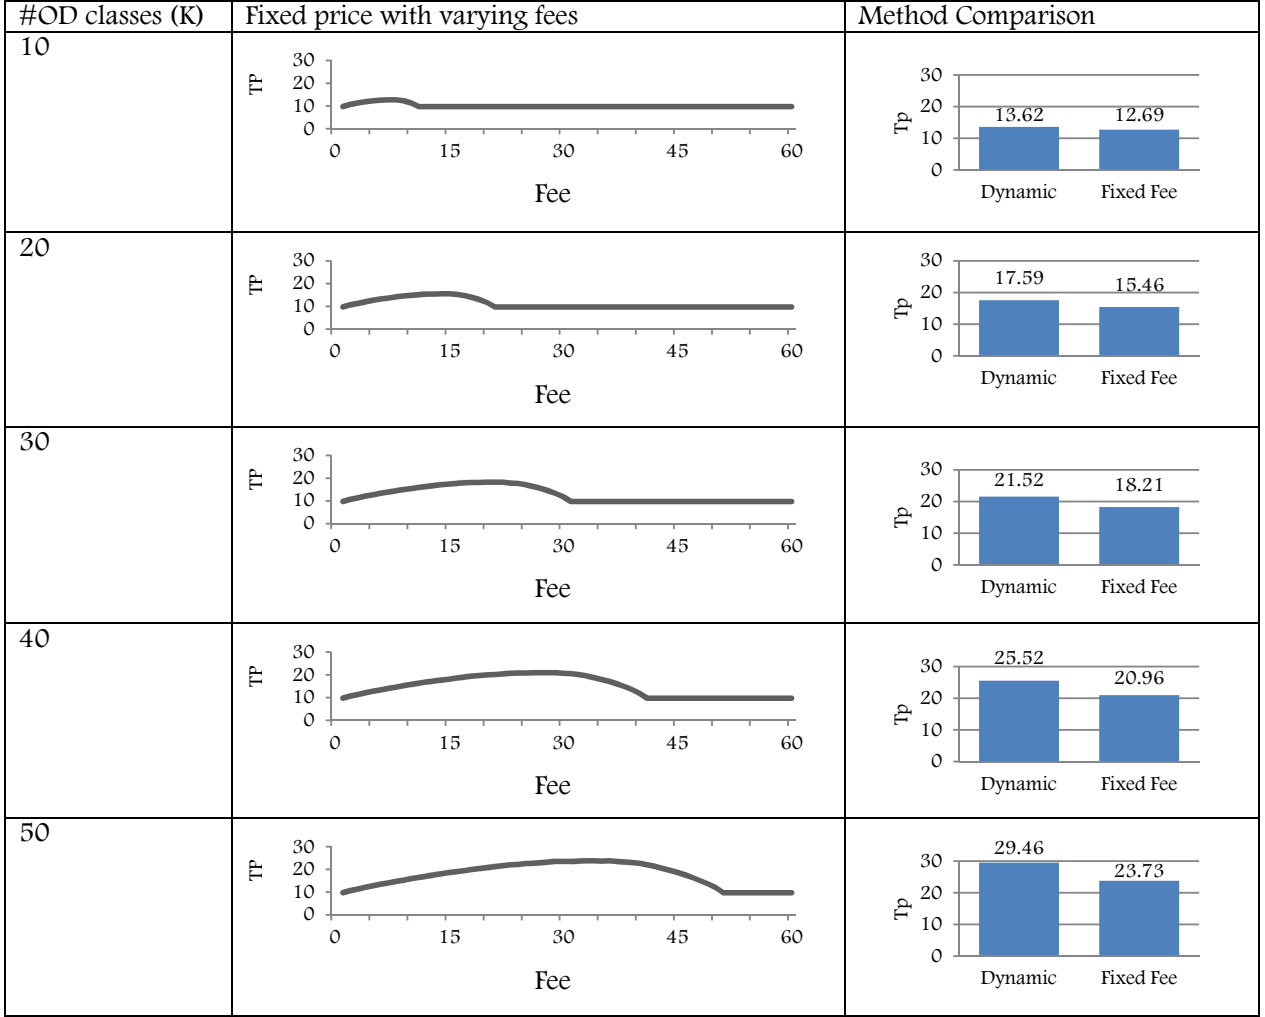 #OD classes (K) Fixed price with varying fees Method Comparison
10
30
20
10
0
TP
0 15 30 45 60
Fee
30
20
10
0
Tp
13.62 12.69
Dynamic Fixed Fee
20
30
20
10
0
TP
0 15 30 45 60
Fee
30
20
10
0
Tp
17.59 15.46
Dynamic Fixed Fee
30
30
20
10
0
TP
0 15 30 45 60
Fee
30
20
10
0
Tp
21.52 18.21
Dynamic Fixed Fee
40
30
20
10
0
TP
0 15 30 45 60
Fee
30
20
10
0
Tp
25.52 20.96
Dynamic Fixed Fee
50
30
20
10
0
TP
0 15 30 45 60
Fee
30
20
10
0
Tp
29.46 23.73
Dynamic Fixed Fee